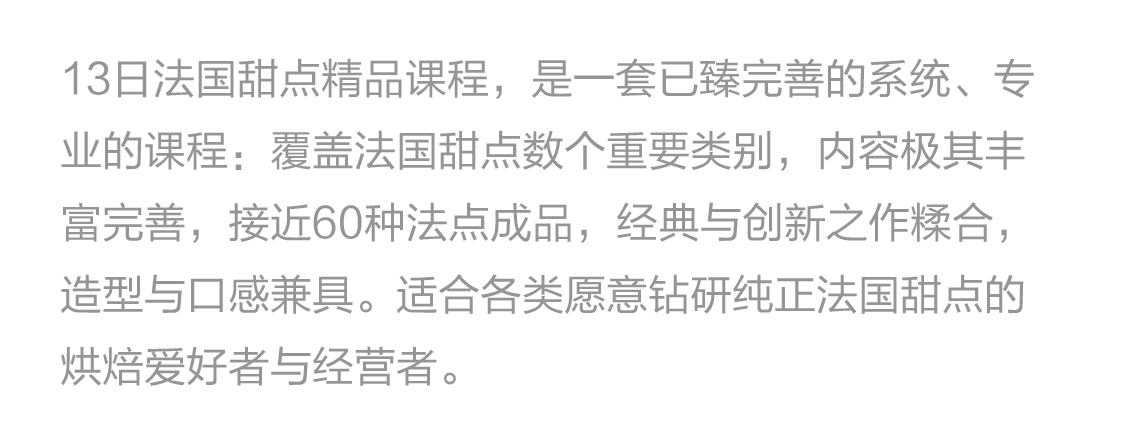 13日法国甜点精品课程，是一套已臻完善的系统、专
业的课程：覆盖法国甜点数个重要类别，内容极其丰
富完善，接近60种法点成品，经典与创新之作糅合，
造型与口感兼具。适合各类愿意钻研纯正法国甜点的
烘焙爱好者与经营者。